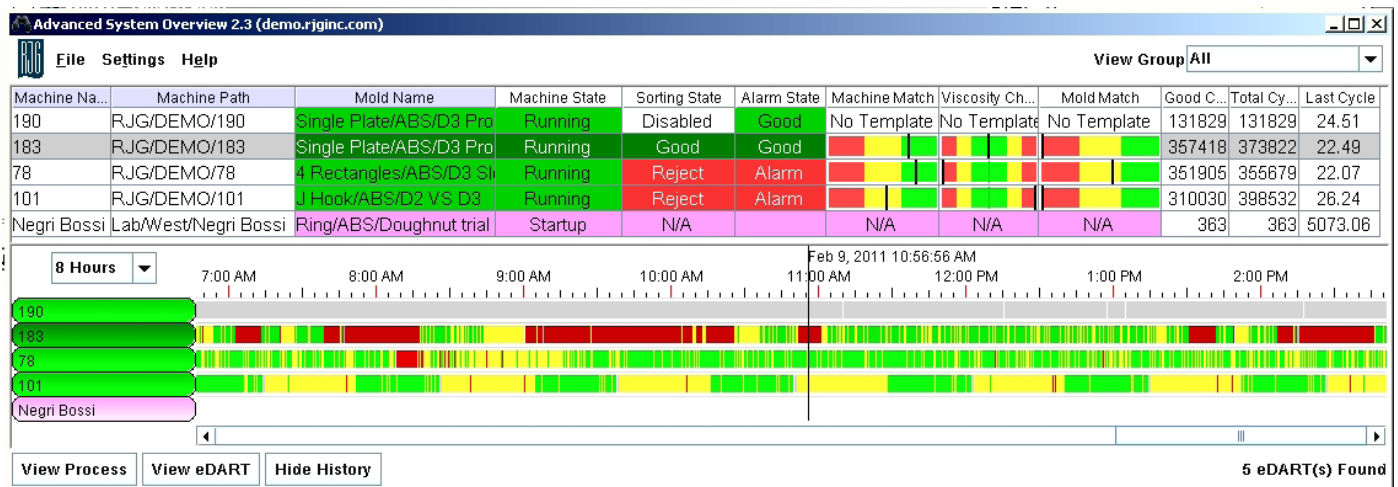 Advanced System Overview 2.3 (demo.rjginc.com)
RJG File Settings Help View Group All
Machine Na... Machine Path Mold Name Machine State Sorting State Alarm State Machine Match Viscosity Ch... Mold Match Good C... Total Cy... Last Cycle
190 RJG/DEMO/190 Single Plate/ABS/D3 Pro Running Disabled Good No Template No Template No Template 131829 131829 24.51
183 RJG/DEMO/183 Single Plate/ABS/D3 Pro Running Good Good 357418 373822 22.49
78 RJG/DEMO/78 4 Rectangles/ABS/D3 Sli Running Reject Alarm 351905 355679 22.07
101 RJG/DEMO/101 J Hook/ABS/D2 VS D3 Running Reject Alarm 310030 398532 26.24
Negri Bossi Lab/West/Negri Bossi Ring/ABS/Doughnut trial Startup N/A N/A N/A N/A 363 363 5073.06
Feb 9, 2011 10:56:56 AM
8 Hours 7:00 AM 8:00 AM 9:00 AM 10:00 AM 11:00 AM 12:00 PM 1:00 PM 2:00 PM
190
183
78
101
Negri Bossi
View Process View eDART Hide History 5 eDART(s) Found